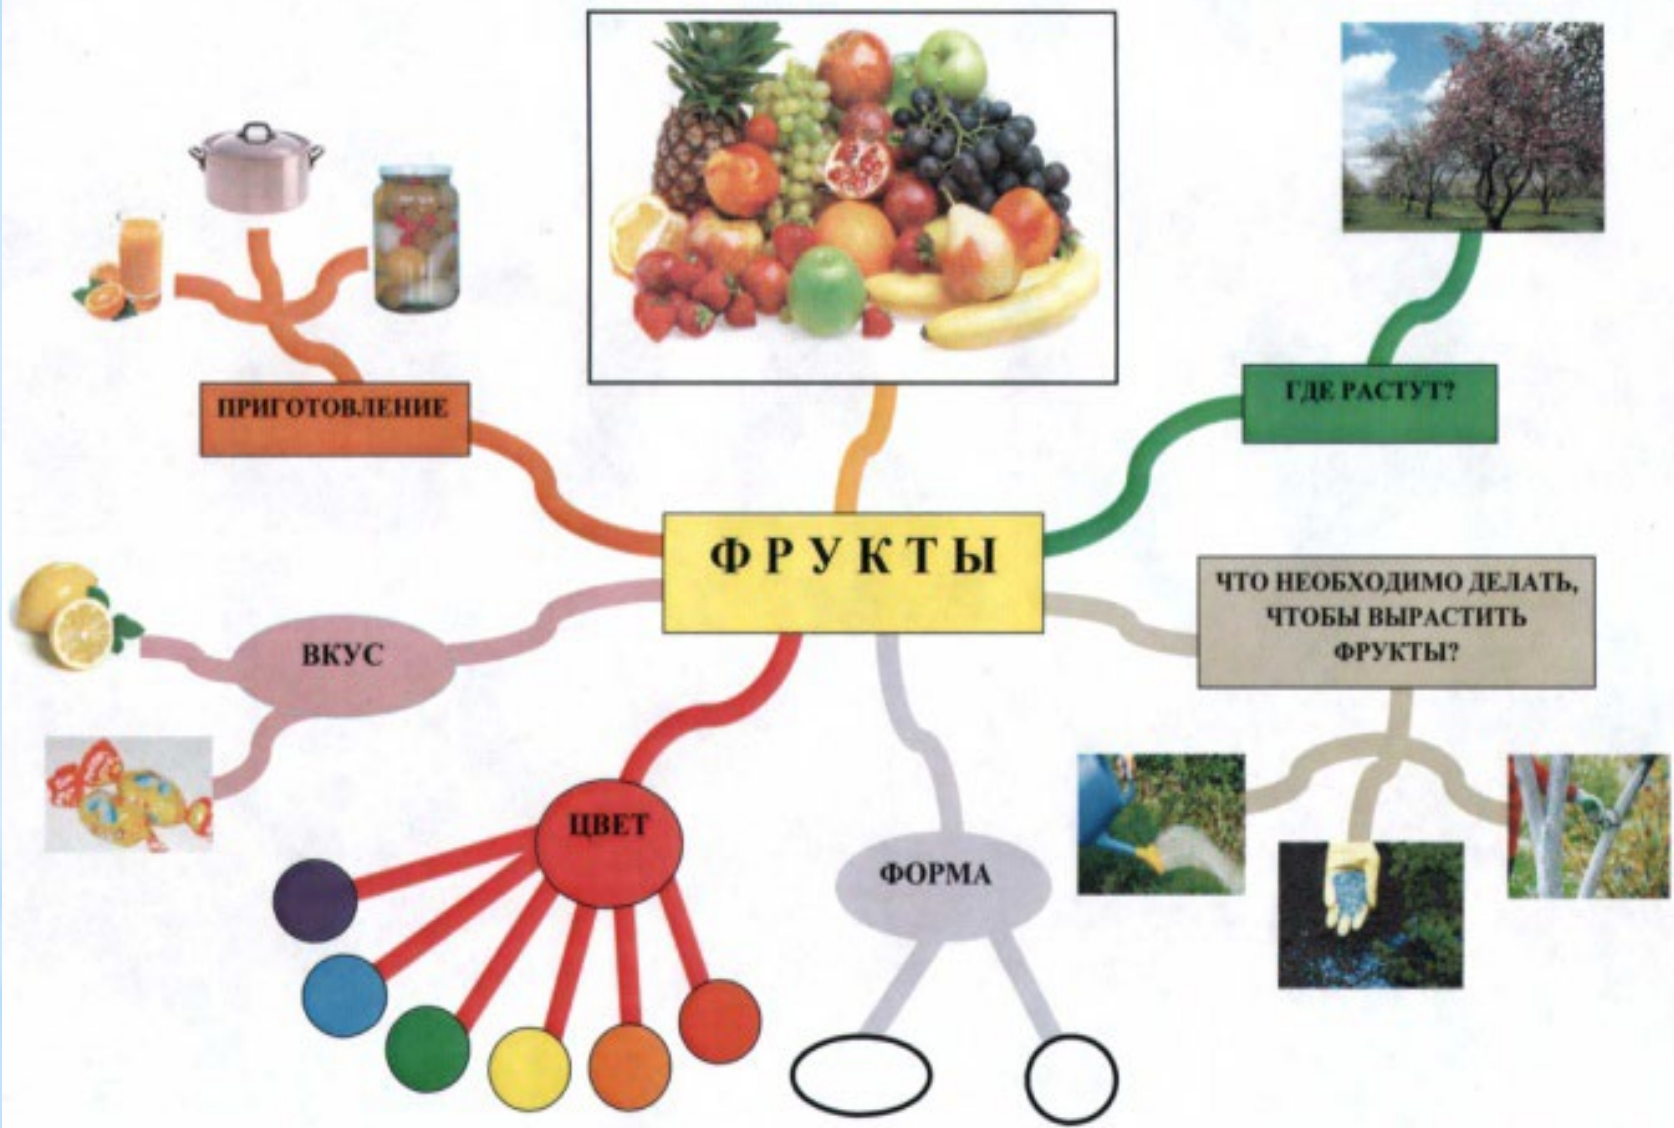 ПРИГОТОВЛЕНИЕ
ГДЕ РАСТУТ?
ФРУКТЫ
ЧТО НЕОБХОДИМО ДЕЛАТЬ,
ЧТОБЫ ВЫРАСТИТЬ
ФРУКТЫ?
ВКУС
ЦВЕТ
ФОРМА